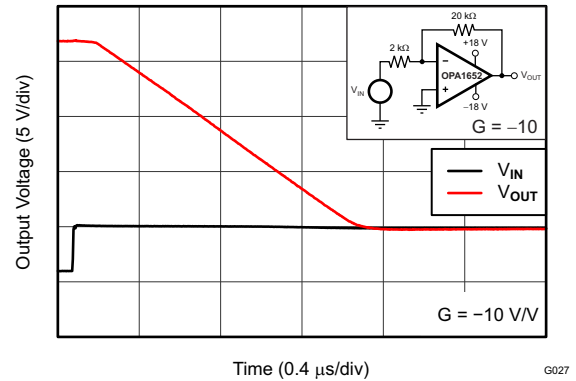 Output Voltage (5 V/div)
20 kΩ
2 kΩ
+18 V
−
OPA1652
+
VIN
VOUT
−18 V
G = −10
VIN
VOUT
G = −10 V/V
Time (0.4 μs/div)
G027